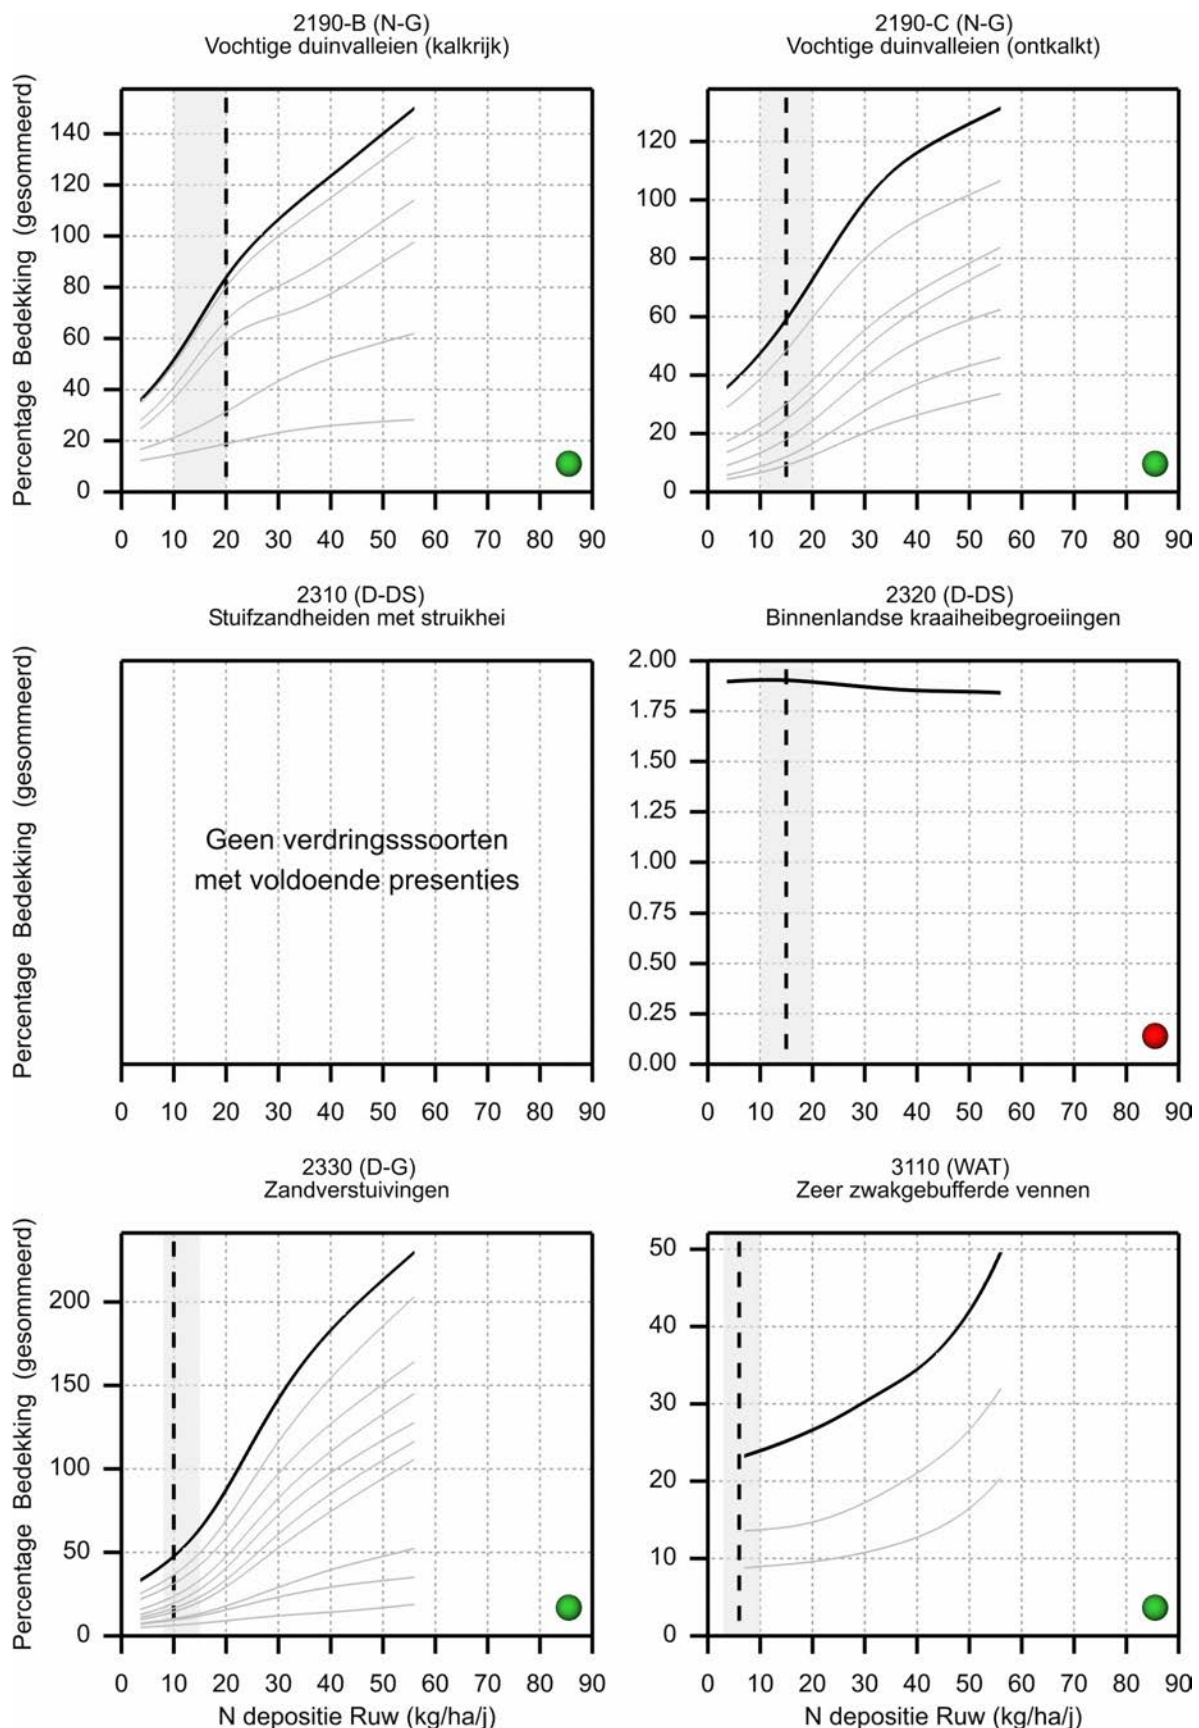 2190-B (N-G)
Vochtige duinvalleien (kalkrijk)
Percentage Bedekking (gesommeerd)
140
120
100
80
60
40
20
0
0 10 20 30 40 50 60 70 80 90
2190-C (N-G)
Vochtige duinvalleien (ontkalkt)
120
100
80
60
40
20
0
0 10 20 30 40 50 60 70 80 90
2310 (D-DS)
Stuifzandheiden met struikhei
Percentage Bedekking (gesommeerd)
Geen verdringsssoorten
met voldoende presenties
0 10 20 30 40 50 60 70 80 90
2320 (D-DS)
Binnenlandse kraaiheibegroeiingen
2.00
1.75
1.50
1.25
1.00
0.75
0.50
0.25
0.00
0 10 20 30 40 50 60 70 80 90
2330 (D-G)
Zandverstuivingen
Percentage Bedekking (gesommeerd)
200
150
100
50
0
0 10 20 30 40 50 60 70 80 90
N depositie Ruw (kg/ha/j)
3110 (WAT)
Zeer zwakgebufferde vennen
50
40
30
20
10
0
0 10 20 30 40 50 60 70 80 90
N depositie Ruw (kg/ha/j)